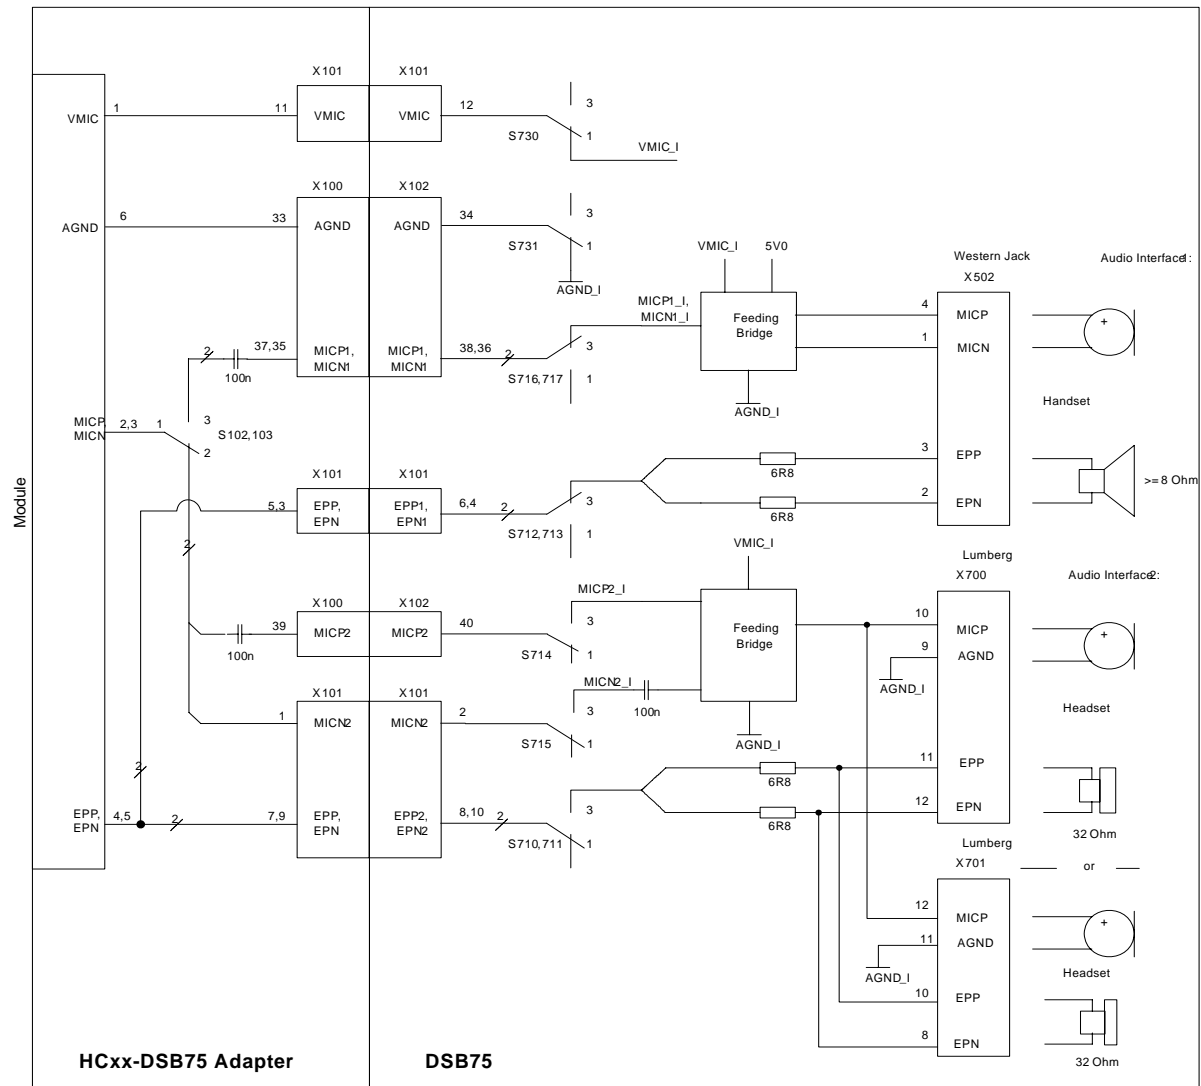 X101 X101
VMIC 1 11 VMIC VMIC 12 3
S730 1
VMIC_I
X100 X102
AGND 6 33 AGND AGND 34 3
S731 1
AGND_I
VMIC_I 5V0
Western Jack
X502
Audio Interface1:
MICP1_I,
MICN1_I
Feeding
Bridge
4 MICP +
1 MICN
2 37,35 MICP1,
MICN1
MICP1,
MICN1
38,36 2 3
100n
S716,717 1
AGND_I
Handset
MICP,
MICN
2,3 1 3
S102,103
2
3 EPP
6R8
>= 8 Ohm
2 EPN
6R8
Module
X101 X101
5,3 EPP,
EPN
EPP1,
EPN1
6,4 2 3
S712,713 1
2
VMIC_I
Lumberg
X700
Audio Interface2:
X100 X102
MICP2_I
39 MICP2 MICP2 40 3
100n
S714 1
Feeding
Bridge
10 MICP +
9 AGND
AGND_I
MICN2_I
100n
X101 X101
1 MICN2 MICN2 2 3
S715 1
AGND_I
Headset
2
11 EPP
6R8
12 EPN
6R8
32 Ohm
EPP,
EPN
4,5 2 7,9 EPP,
EPN
EPP2,
EPN2
8,10 2 3
S710,711 1
Lumberg
X701
or
12 MICP +
11 AGND
AGND_I
Headset
10 EPP
8 EPN
32 Ohm
HCxx-DSB75 Adapter DSB75